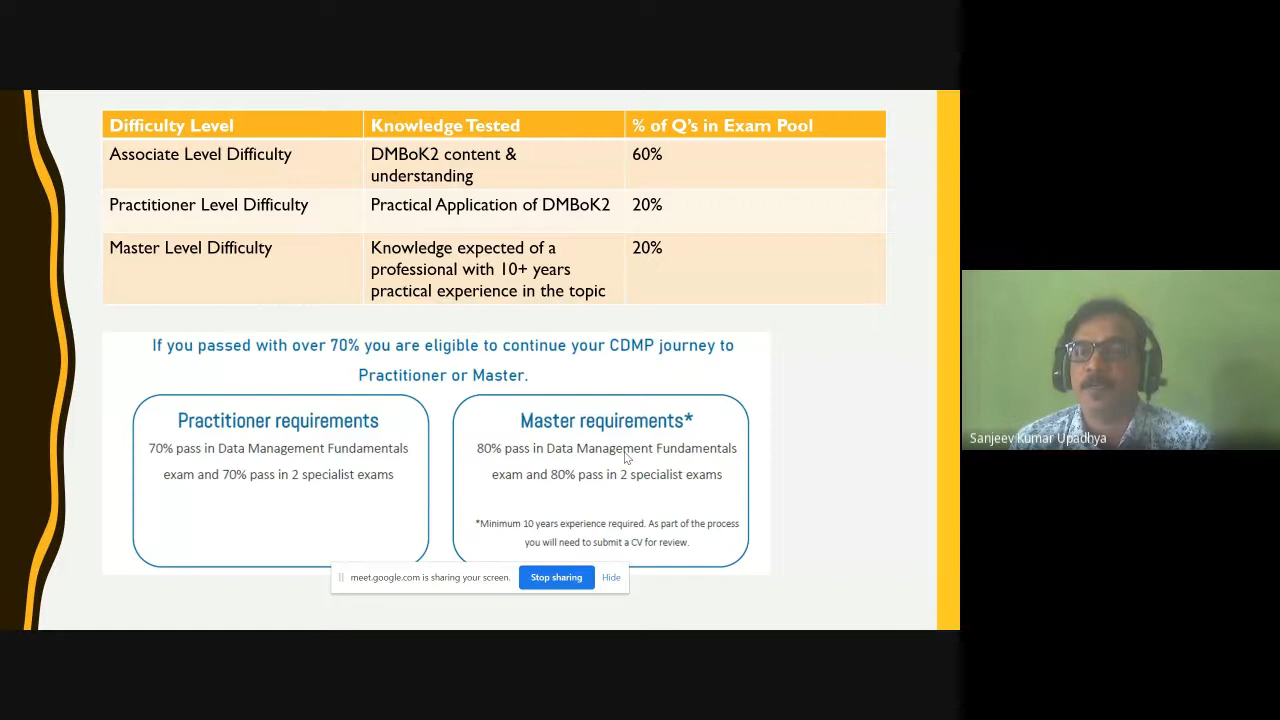 Difficulty Level
Knowledge Tested
% of Q's in Exam Pool
Associate Level Difficulty
DMBoK2 content &
understanding
60%
Practitioner Level Difficulty
Practical Application of DMBoK2
20%
Master Level Difficulty
Knowledge expected of a
professional with 10+ years
practical experience in the topic
20%
If you passed with over 70% you are eligible to continue your CDMP journey to
Practitioner or Master.
Practitioner requirements
70% pass in Data Management Fundamentals
exam and 70% pass in 2 specialist exams
Master requirements*
80% pass in Data Management Fundamentals
exam and 80% pass in 2 specialist exams
*Minimum 10 years experience required. As part of the process
you will need to submit a CV for review.
meet.google.com is sharing your screen.
Stop sharing
Hide
Sanjeev Kumar Upadhya